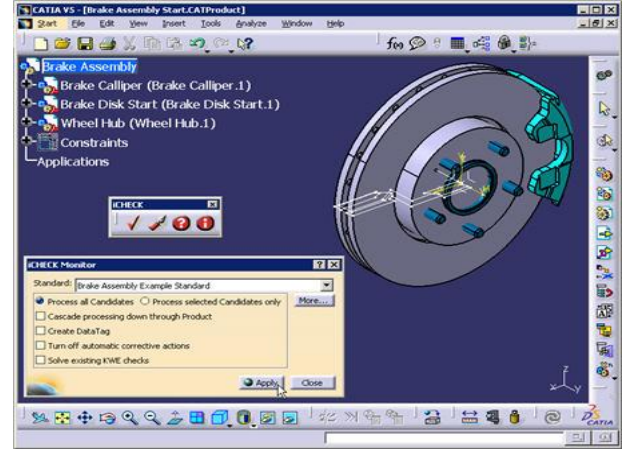 CATIA V5 - [Brake Assembly Start.CATProduct]
Start File Edit View Insert Tools Analyze Window Help
f(x)
Brake Assembly
Brake Calliper (Brake Calliper.1)
Brake Disk Start (Brake Disk Start.1)
Wheel Hub (Wheel Hub.1)
Constraints
Applications
iCHECK
iCHECK Monitor
Standard: Brake Assembly Example Standard
Process all Candidates Process selected Candidates only More...
Cascade processing down through Product
Create DataTag
Turn off automatic corrective actions
Solve existing KWE checks
Apply Close
z
x y
CATIA